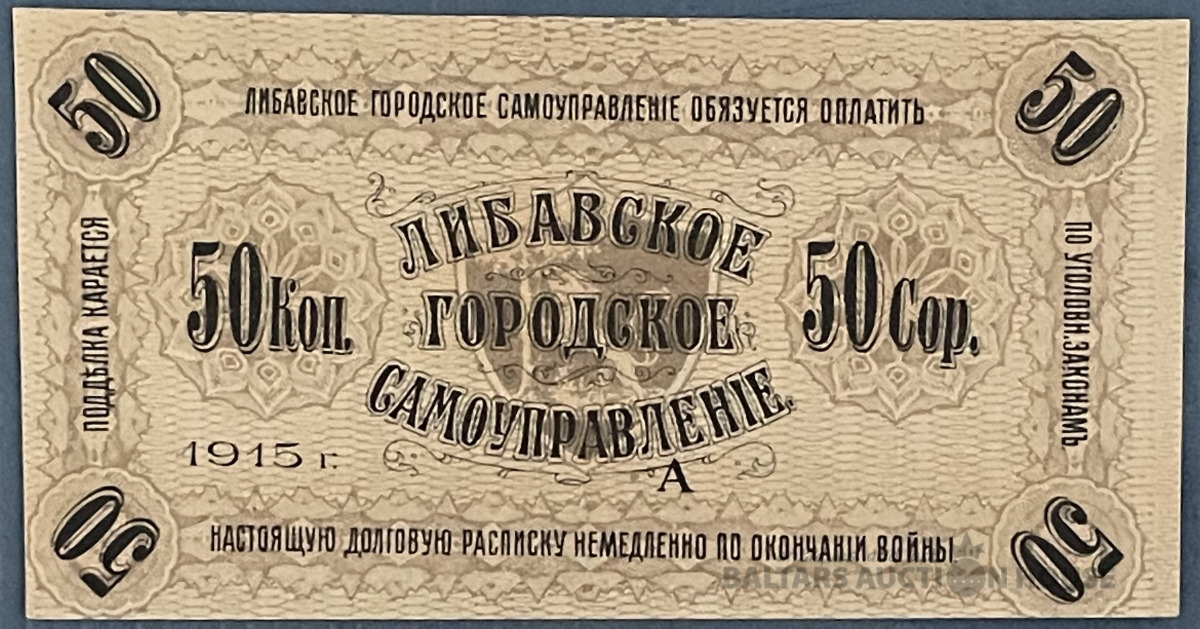 50
50
ЛИБАВСКОЕ ГОРОДСКОЕ САМОУПРАВЛЕНІЕ ОБЯЗУЕТСЯ ОПЛАТИТЬ
ПОДДѢЛКА КАРАЕТСЯ
50 Коп.
ЛИБАВСКОЕ
ГОРОДСКОЕ
САМОУПРАВЛЕНІЕ.
50 Сор.
ПО УГОЛОВН. ЗАКОНАМЪ
1915 г.
А
НАСТОЯЩУЮ ДОЛГОВУЮ РАСПИСКУ НЕМЕДЛЕННО ПО ОКОНЧАНІИ ВОЙНЫ.
50
50
BALTARS AUCTION HOUSE